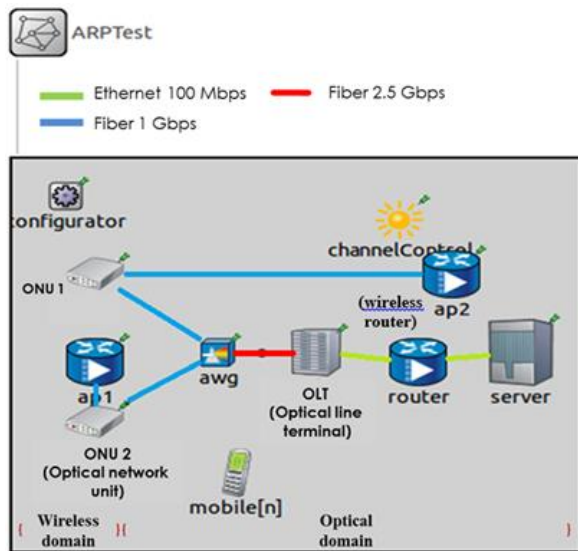 ARPTest
Ethernet 100 Mbps
Fiber 2.5 Gbps
Fiber 1 Gbps
onfigurator
channelControl
ONU 1
(wireless
router)
ap2
ap1
awg
OLT
(Optical line
terminal)
router
server
ONU 2
(Optical network
unit)
mobile[n]
{ Wireless
domain }{ Optical
domain }